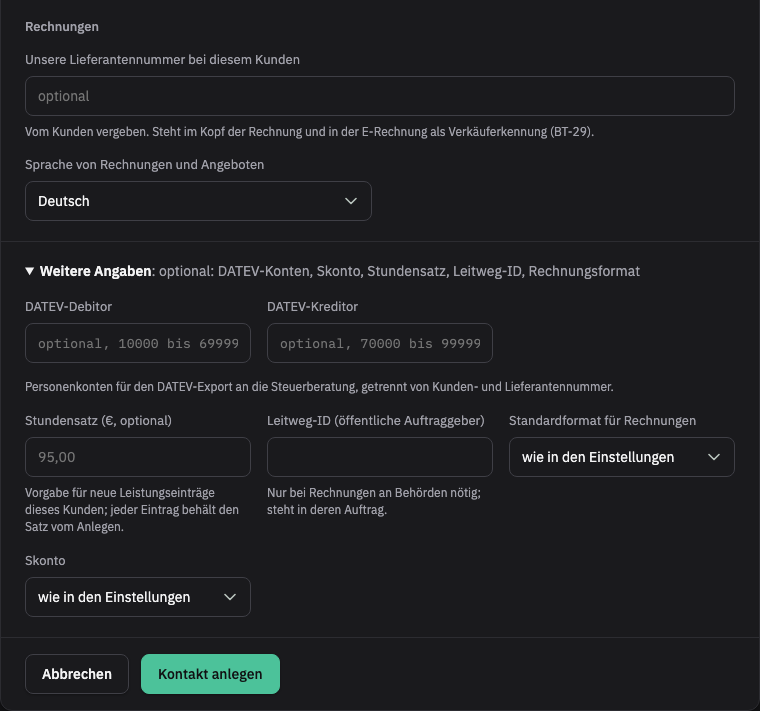 Rechnungen
Unsere Lieferantennummer bei diesem Kunden
optional
Vom Kunden vergeben. Steht im Kopf der Rechnung und in der E-Rechnung als Verkäuferkennung (BT-29).
Sprache von Rechnungen und Angeboten
Deutsch
▼ Weitere Angaben: optional: DATEV-Konten, Skonto, Stundensatz, Leitweg-ID, Rechnungsformat
DATEV-Debitor
DATEV-Kreditor
optional, 10000 bis 69999
optional, 70000 bis 99999
Personenkonten für den DATEV-Export an die Steuerberatung, getrennt von Kunden- und Lieferantennummer.
Stundensatz (€, optional)
Leitweg-ID (öffentliche Auftraggeber)
Standardformat für Rechnungen
95,00
wie in den Einstellungen
Vorgabe für neue Leistungseinträge
dieses Kunden; jeder Eintrag behält den
Satz vom Anlegen.
Nur bei Rechnungen an Behörden nötig;
steht in deren Auftrag.
Skonto
wie in den Einstellungen
Abbrechen
Kontakt anlegen